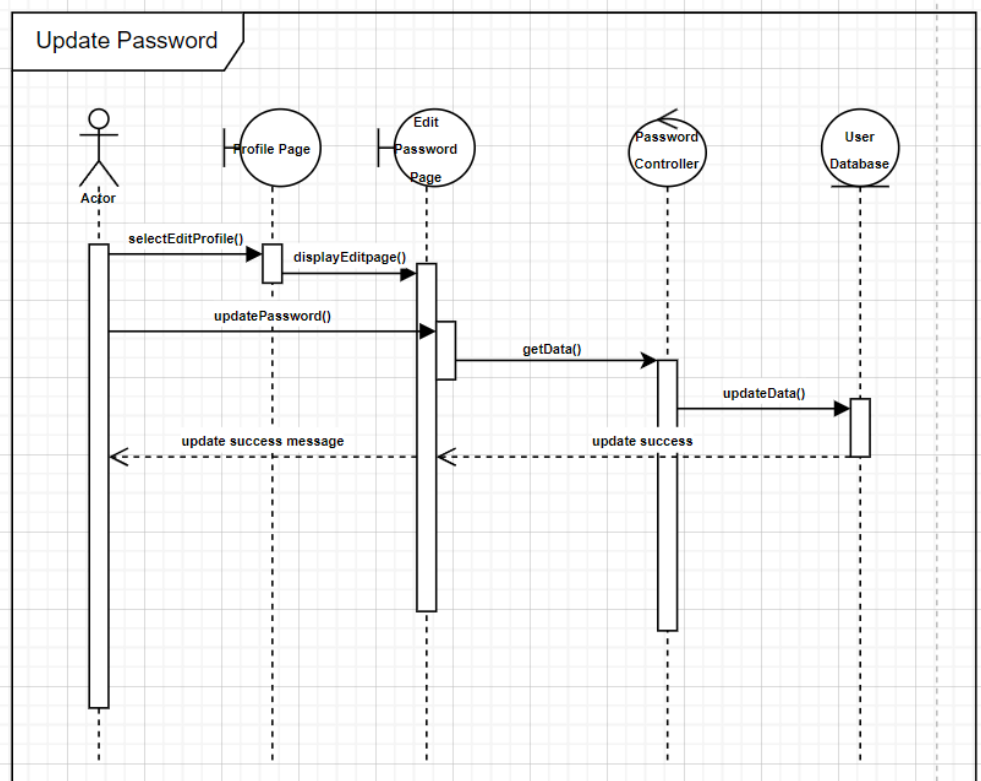 Update Password
Actor
Profile Page
Edit
Password
Page
Password
Controller
User
Database
selectEditProfile()
displayEditpage()
updatePassword()
getData()
updateData()
update success message
update success